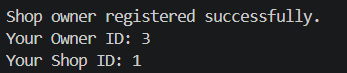 Shop owner registered successfully.
Your Owner ID: 3
Your Shop ID: 1